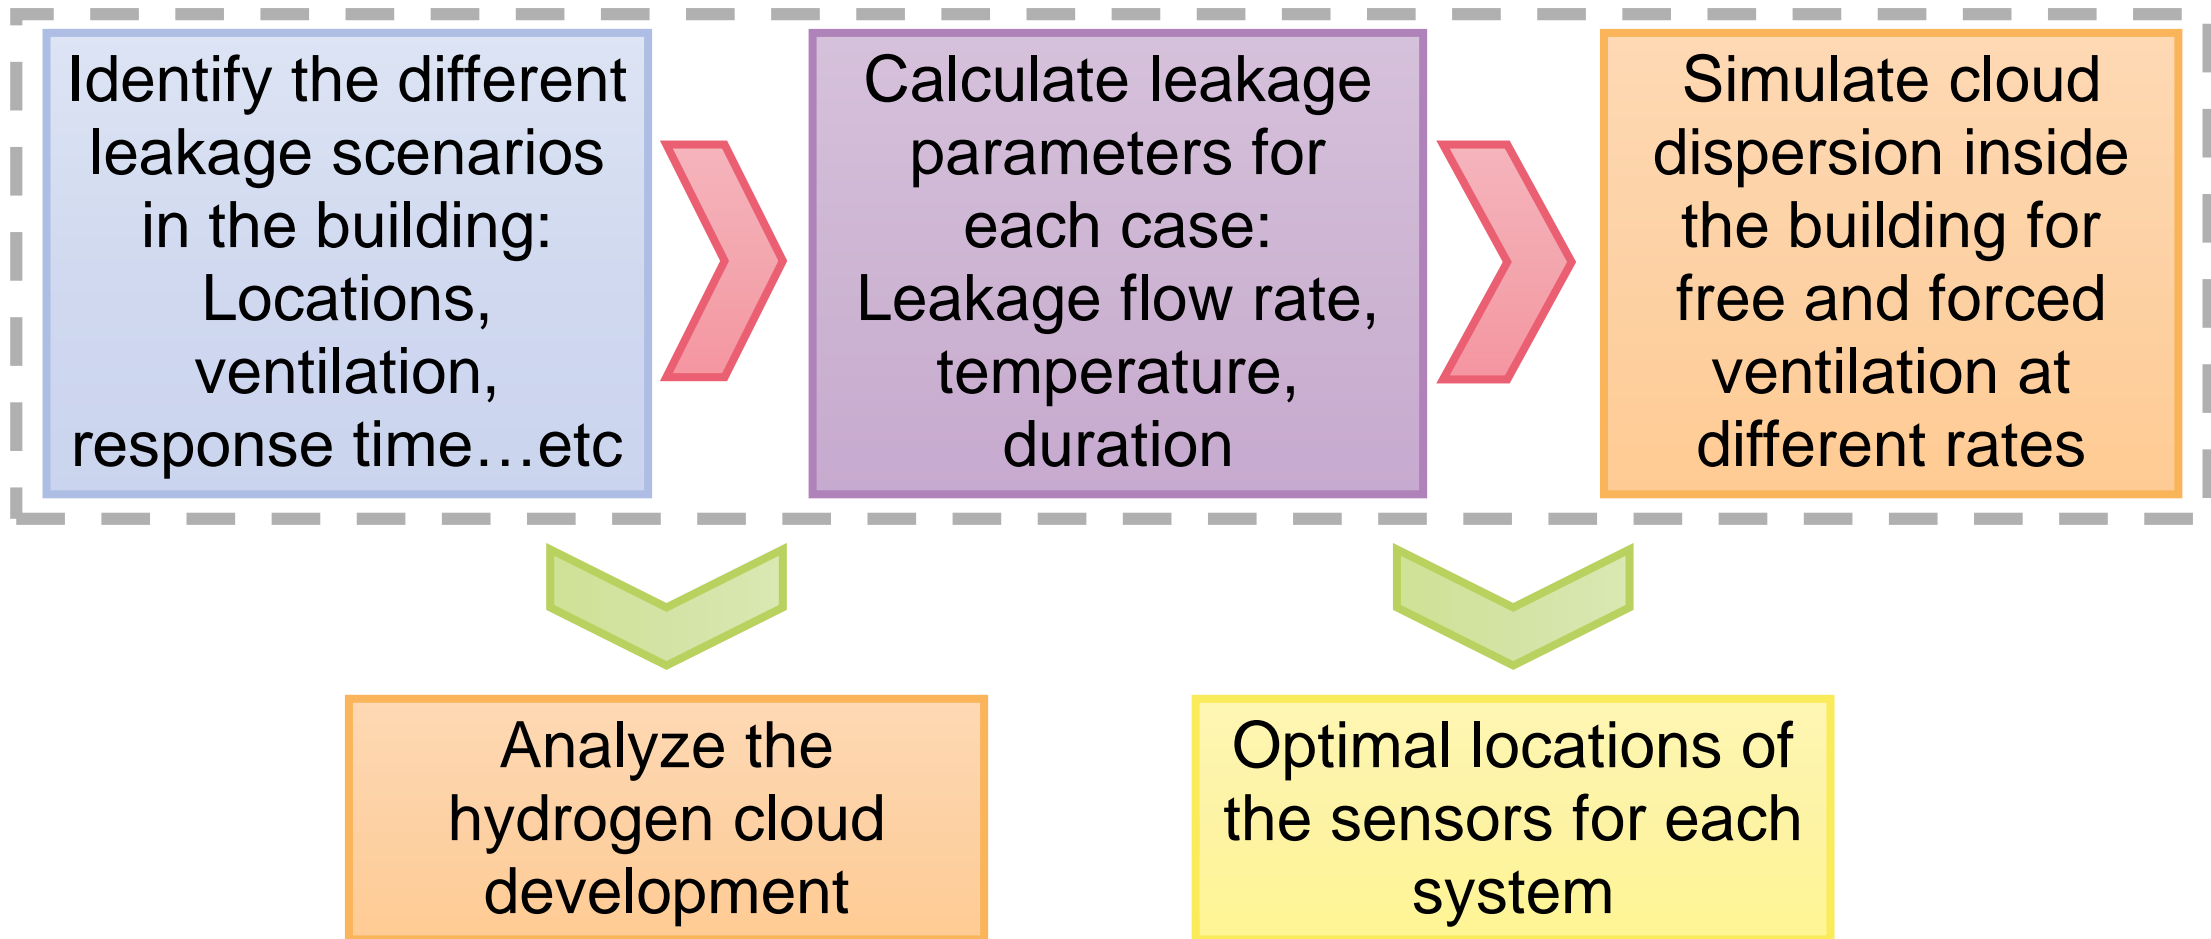 Identify the different
leakage scenarios
in the building:
Locations,
ventilation,
response time…etc
Calculate leakage
parameters for
each case:
Leakage flow rate,
temperature,
duration
Simulate cloud
dispersion inside
the building for
free and forced
ventilation at
different rates
Analyze the
hydrogen cloud
development
Optimal locations of
the sensors for each
system